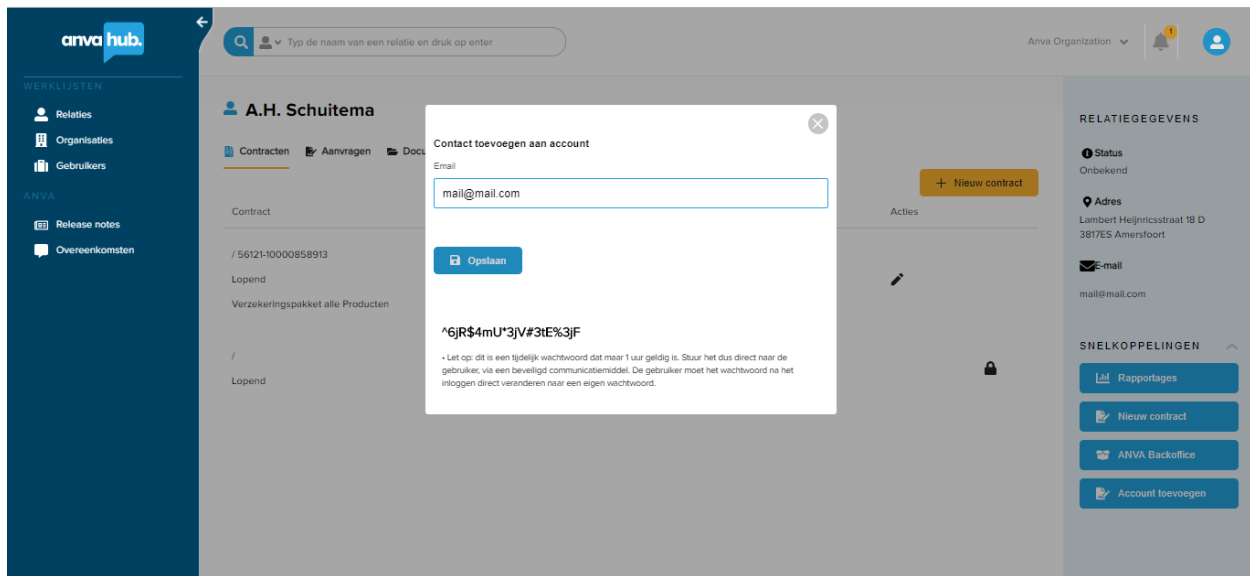 anva hub.
Typ de naam van een relatie en druk op enter
Anva Organization
1
WERKLIJSTEN
Relaties
Organisaties
Gebruikers
ANVA
Release notes
Overeenkomsten
A.H. Schuitema
Contracten
Aanvragen
Docu
+ Nieuw contract
Contract
Acties
/ 56121-10000858913
Lopend
Verzekeringspakket alle Producten
/
Lopend
Contact toevoegen aan account
Email
mail@mail.com
Opslaan
^6jR$4mU*3jV#3tE%3jF
• Let op: dit is een tijdelijk wachtwoord dat maar 1 uur geldig is. Stuur het dus direct naar de
gebruiker, via een beveiligd communicatiemiddel. De gebruiker moet het wachtwoord na het
inloggen direct veranderen naar een eigen wachtwoord.
RELATIEGEGEVENS
Status
Onbekend
Adres
Lambert Heijnricsstraat 18 D
3817ES Amersfoort
E-mail
mail@mail.com
SNELKOPPELINGEN
Rapportages
Nieuw contract
ANVA Backoffice
Account toevoegen